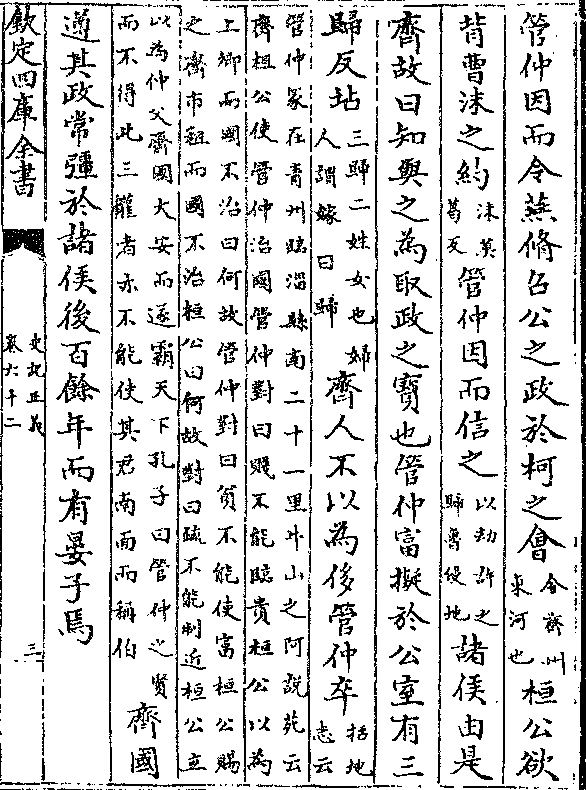 管仲因而令燕脩召公之政於柯之會今齊州東河也桓公欲
背曹沬之約沬莫葛反管仲因而信之以劫許之歸魯侵地諸侯由是
齊故曰知與之為取政之寳也管仲富擬於公室有三
歸反坫三歸二姓女也婦人謂嫁曰歸齊人不以為侈管仲卒括地志云
管仲冢在青州臨淄縣南二十一里牛山之阿說苑云
齊桓公使管仲治國管仲對曰賤不能臨貴桓公以為
上卿而國不治曰何故管仲對曰貧不能使富桓公賜
之齊市租而國不治桓公曰何故對曰疏不能制近桓公立
以為仲父齊國大安而遂霸天下孔子曰管仲之賢
而不得此三權者亦不能使其君南面而稱伯齊國
遵其政常彊於諸侯後百餘年而有晏子焉
欽定四庫全書
史記正義
卷六十二
三